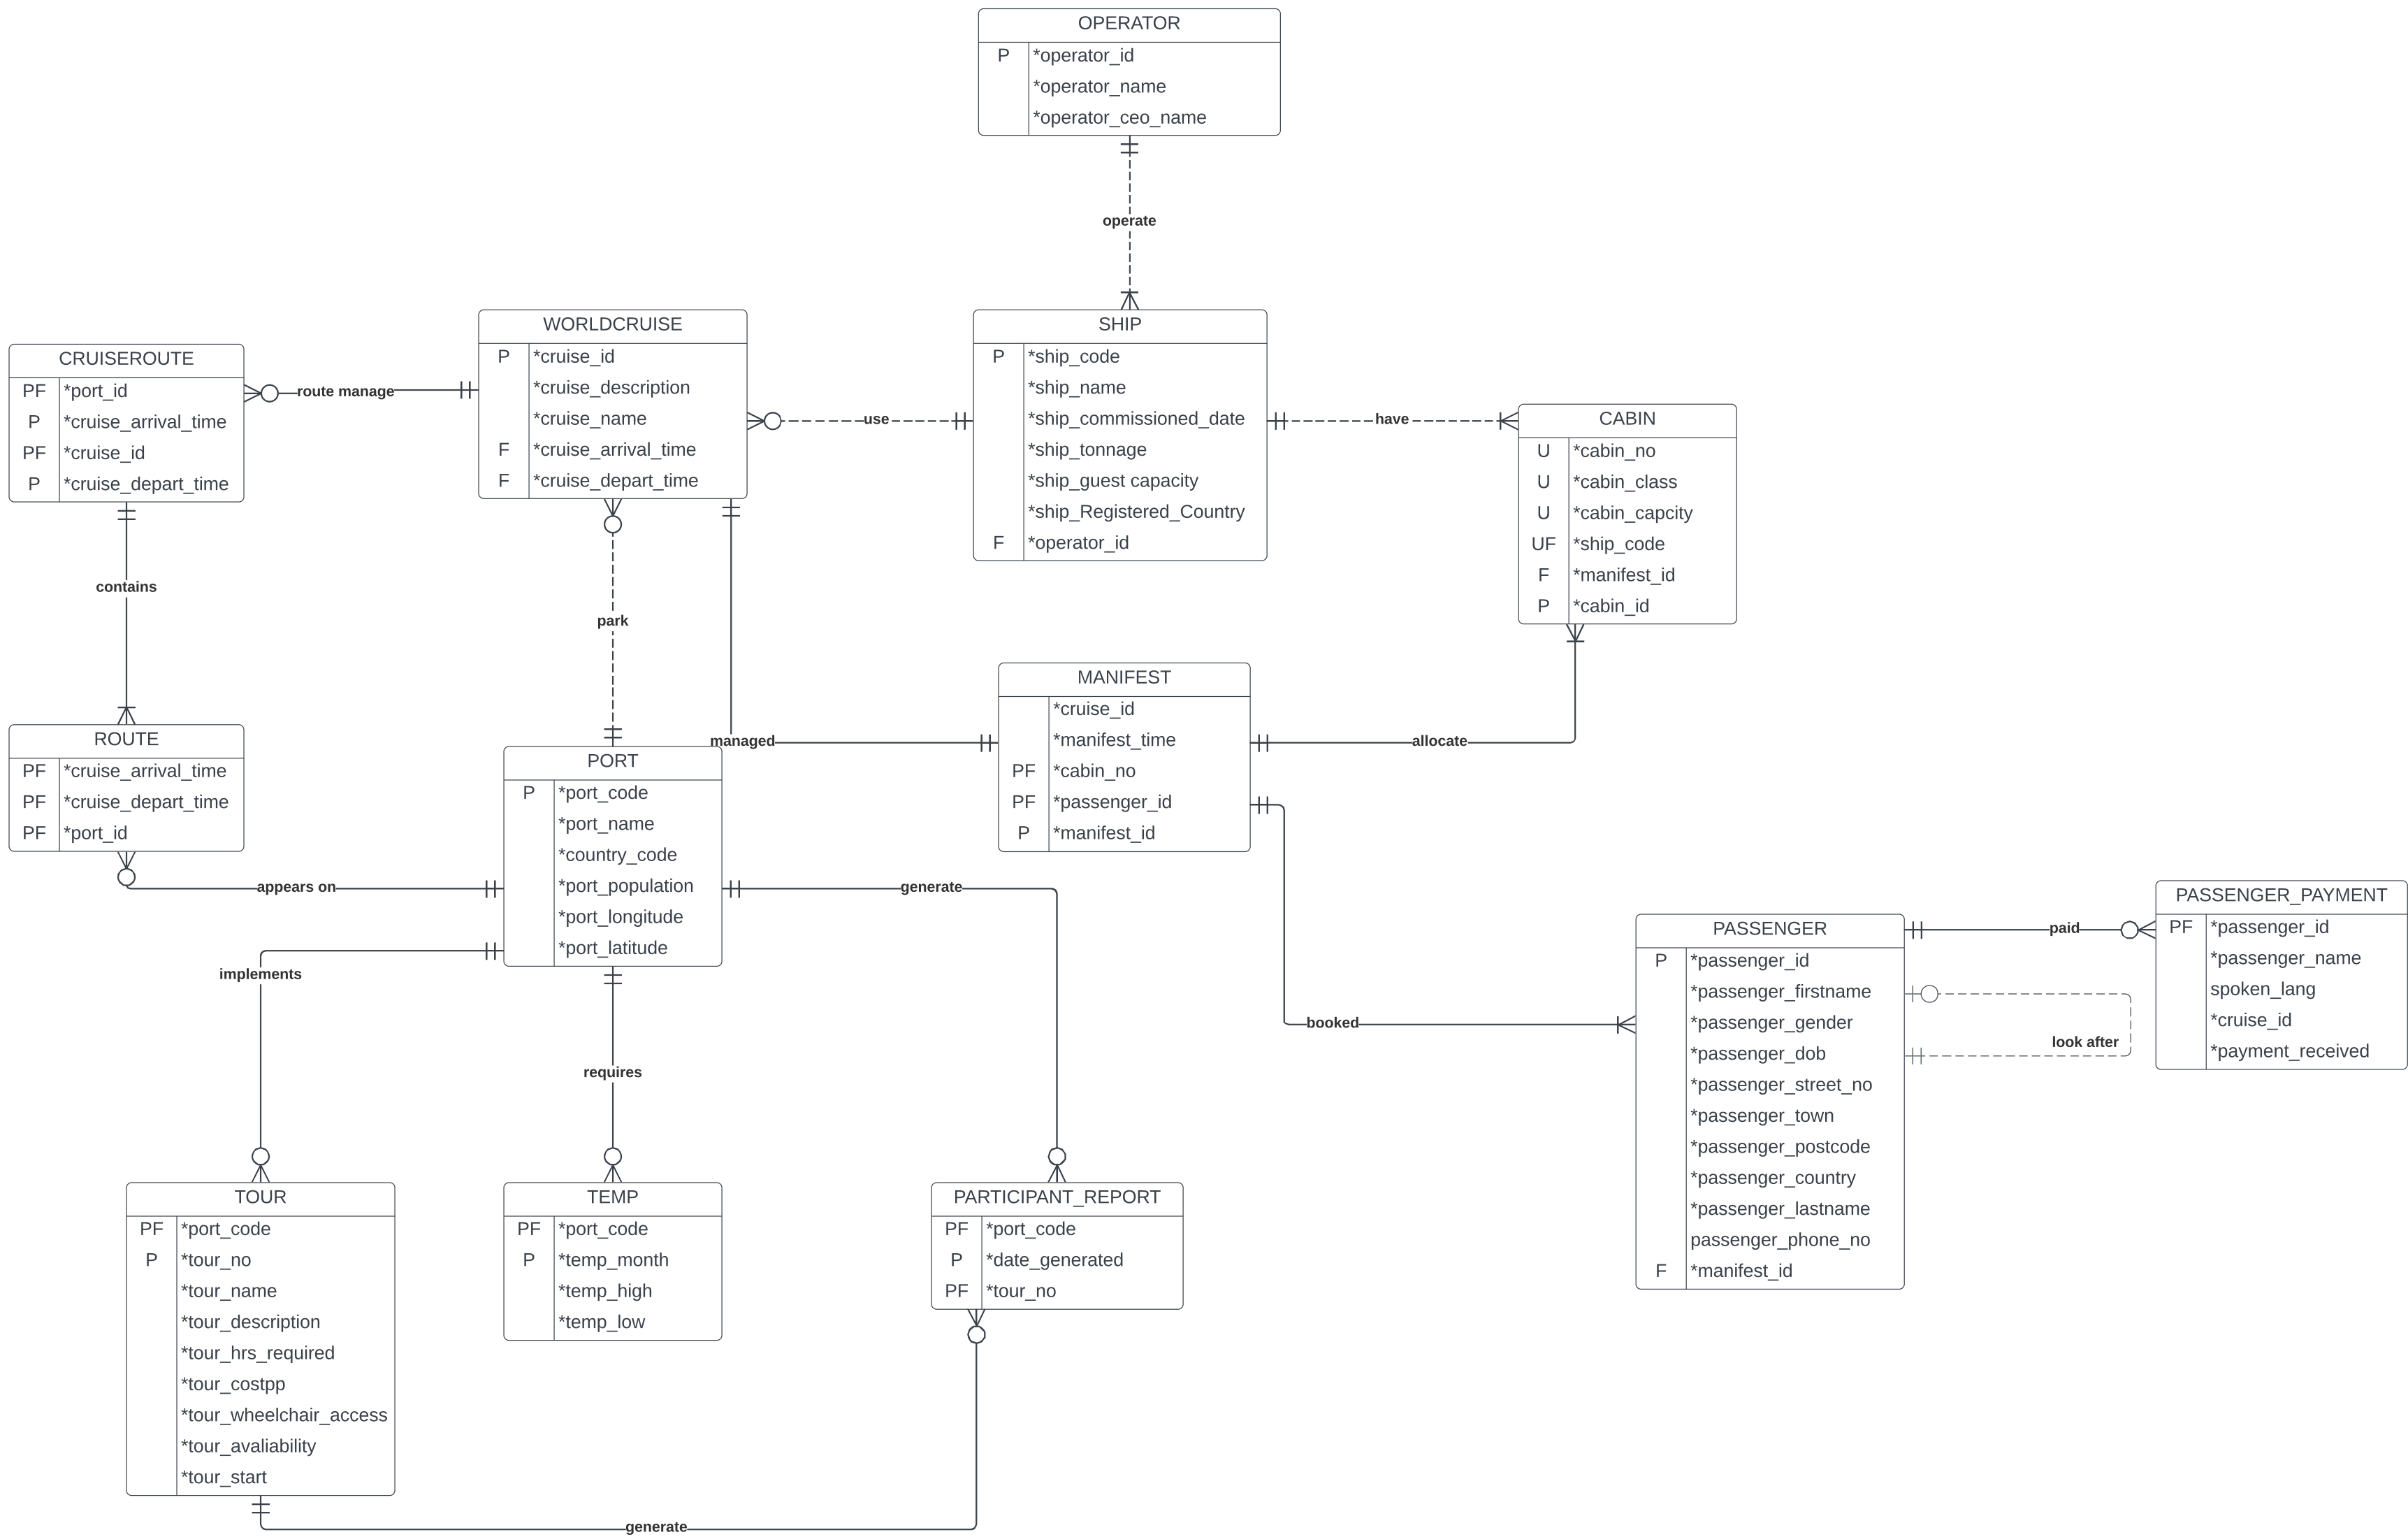 OPERATOR
P *operator_id
*operator_name
*operator_ceo_name
operate
WORLDCRUISE
P *cruise_id
*cruise_description
*cruise_name
F *cruise_arrival_time
F *cruise_depart_time
SHIP
P *ship_code
*ship_name
*ship_commissioned_date
*ship_tonnage
*ship_guest capacity
*ship_Registered_Country
F *operator_id
CRUISEROUTE
PF *port_id
P *cruise_arrival_time
PF *cruise_id
P *cruise_depart_time
route manage
use
have
CABIN
U *cabin_no
U *cabin_class
U *cabin_capcity
UF *ship_code
F *manifest_id
P *cabin_id
contains
park
MANIFEST
*cruise_id
*manifest_time
PF *cabin_no
PF *passenger_id
P *manifest_id
managed
allocate
ROUTE
PF *cruise_arrival_time
PF *cruise_depart_time
PF *port_id
PORT
P *port_code
*port_name
*country_code
*port_population
*port_longitude
*port_latitude
appears on
generate
implements
requires
booked
PASSENGER
P *passenger_id
*passenger_firstname
*passenger_gender
*passenger_dob
*passenger_street_no
*passenger_town
*passenger_postcode
*passenger_country
*passenger_lastname
passenger_phone_no
F *manifest_id
paid
look after
PASSENGER_PAYMENT
PF *passenger_id
*passenger_name
spoken_lang
*cruise_id
*payment_received
TOUR
PF *port_code
P *tour_no
*tour_name
*tour_description
*tour_hrs_required
*tour_costpp
*tour_wheelchair_access
*tour_avaliability
*tour_start
TEMP
PF *port_code
P *temp_month
*temp_high
*temp_low
PARTICIPANT_REPORT
PF *port_code
P *date_generated
PF *tour_no
generate